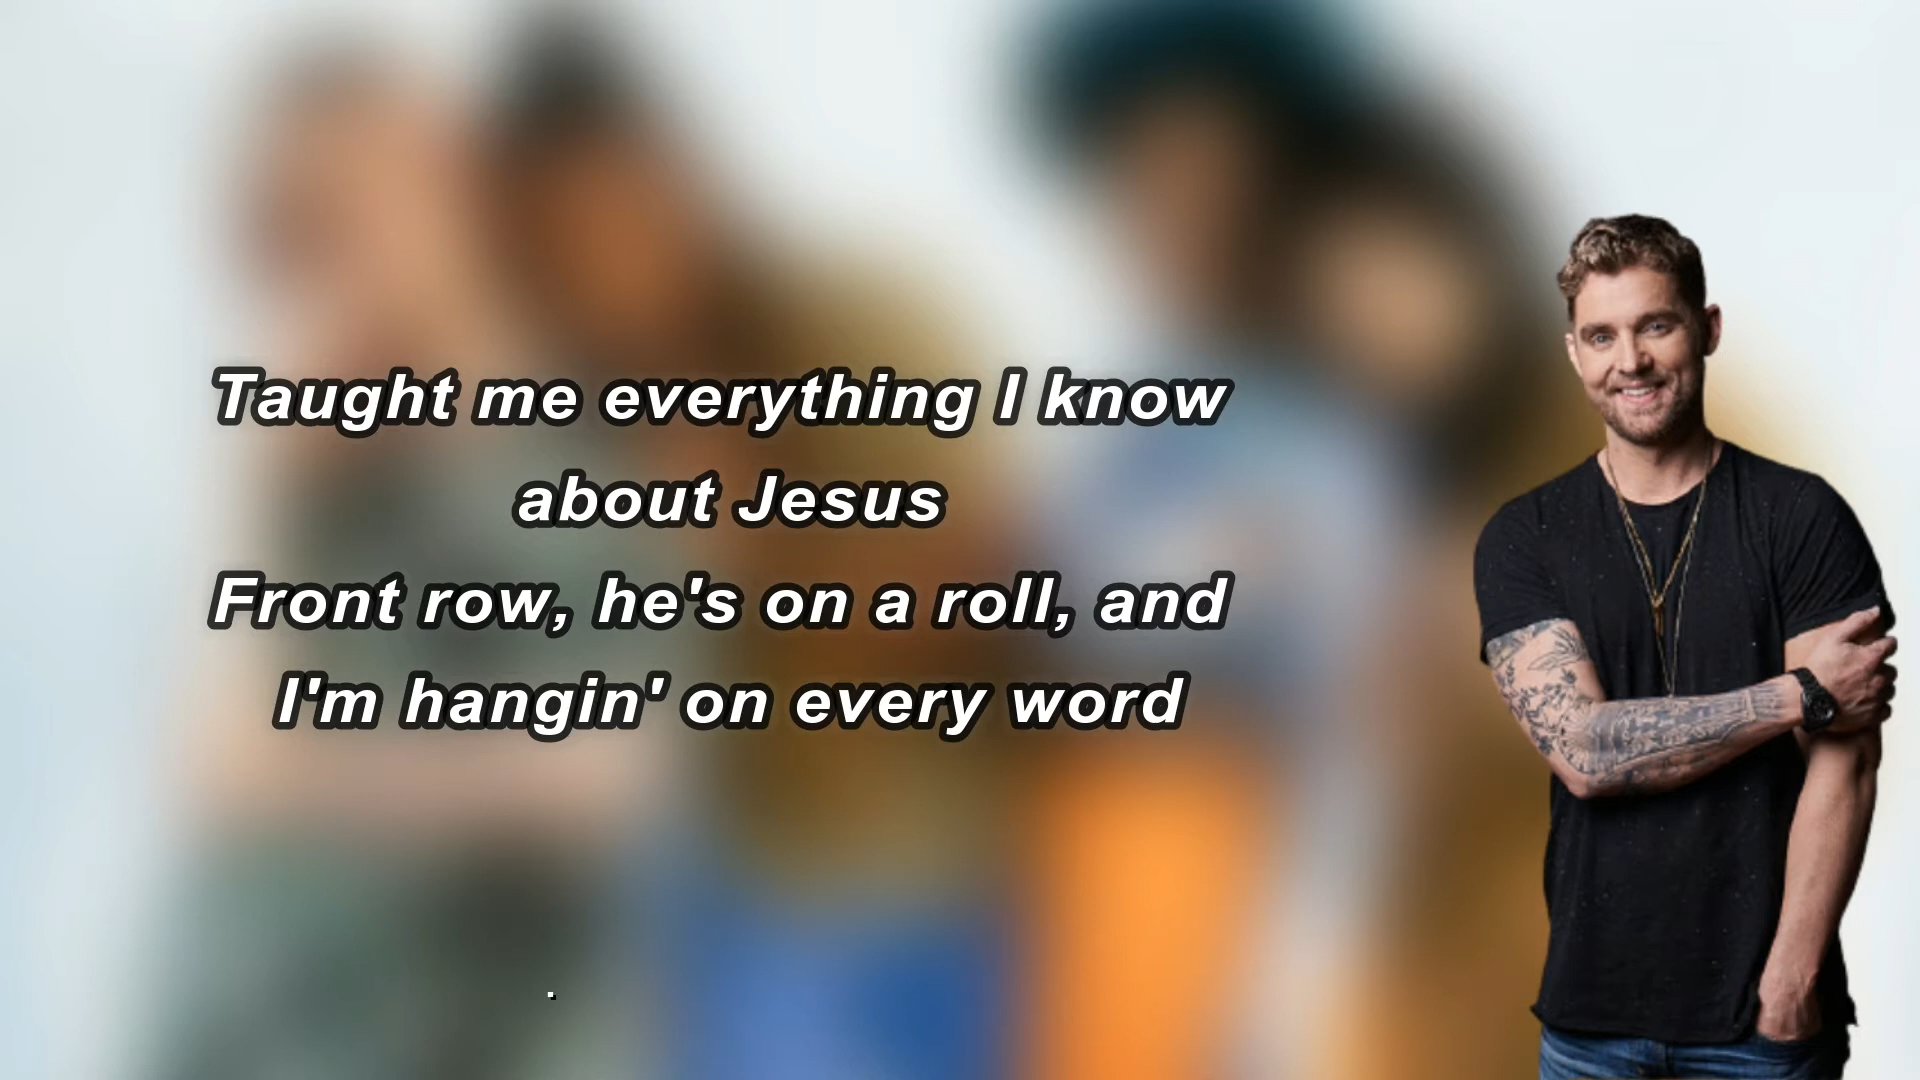 Taught me everything I know
about Jesus
Front row, he's on a roll, and
I'm hangin' on every word
.